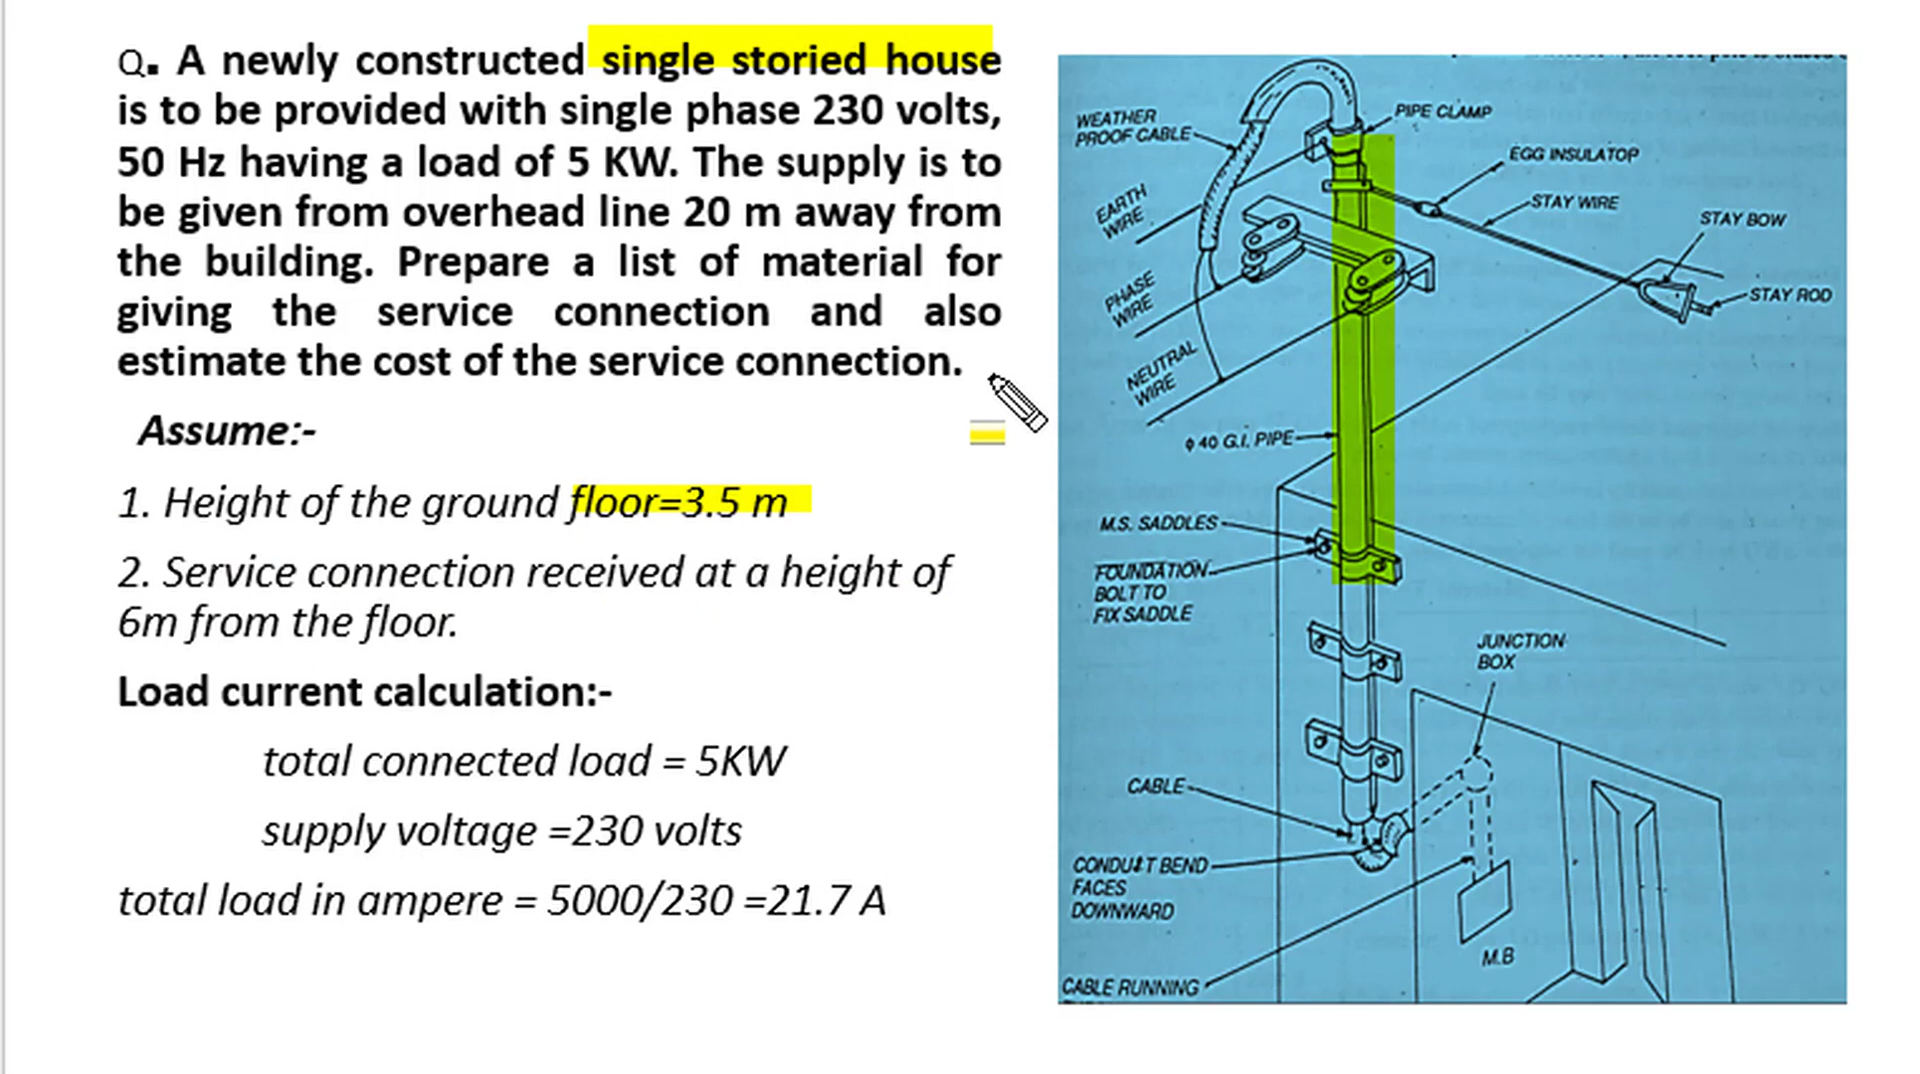 Q. A newly constructed single storied house
is to be provided with single phase 230 volts,
50 Hz having a load of 5 KW. The supply is to
be given from overhead line 20 m away from
the building. Prepare a list of material for
giving the service connection and also
estimate the cost of the service connection.
Assume:-
1. Height of the ground floor=3.5 m
2. Service connection received at a height of
6m from the floor.
Load current calculation:-
total connected load = 5KW
supply voltage =230 volts
total load in ampere = 5000/230 =21.7 A
WEATHER
PROOF CABLE
PIPE CLAMP
EGG INSULATOP
STAY WIRE
STAY BOW
STAY ROD
EARTH
WIRE
PHASE
WIRE
NEUTRAL
WIRE
φ 40 G.I. PIPE
M.S. SADDLES
FOUNDATION
BOLT TO
FIX SADDLE
JUNCTION
BOX
CABLE
CONDUIT BEND
FACES
DOWNWARD
M.B
CABLE RUNNING